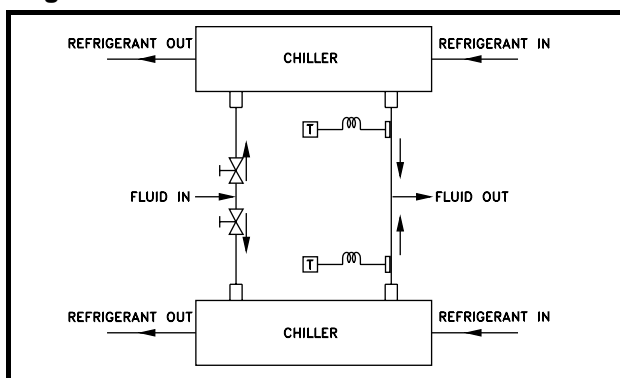 REFRIGERANT OUT
CHILLER
REFRIGERANT IN
T
FLUID IN
FLUID OUT
T
REFRIGERANT OUT
CHILLER
REFRIGERANT IN